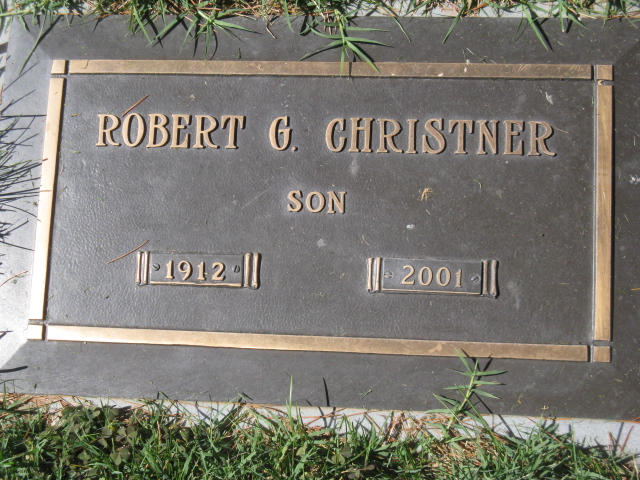 ROBERT G. CHRISTNER
SON
1912 2001